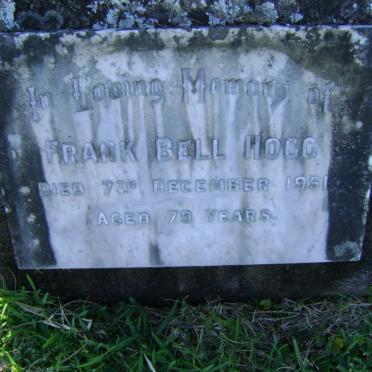 In Loving Memory of
FRANK BELL HOGG
DIED 7TH DECEMBER 1951
AGED 79 YEARS